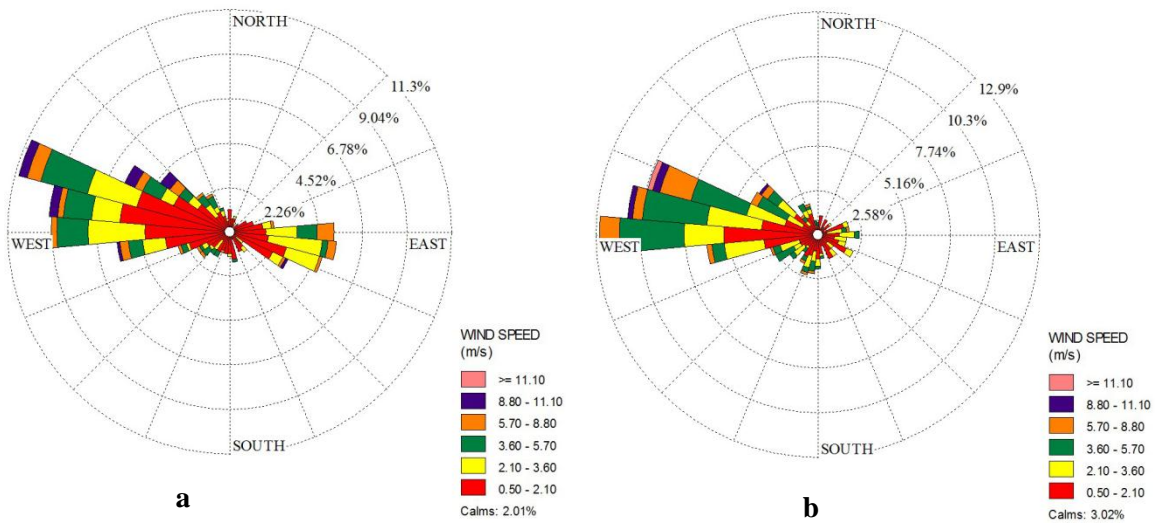 NORTH
11.3%
9.04%
6.78%
4.52%
2.26%
WEST
EAST
SOUTH
WIND SPEED
(m/s)
>= 11.10
8.80 - 11.10
5.70 - 8.80
3.60 - 5.70
2.10 - 3.60
0.50 - 2.10
Calms: 2.01%
a
NORTH
12.9%
10.3%
7.74%
5.16%
2.58%
WEST
EAST
SOUTH
WIND SPEED
(m/s)
>= 11.10
8.80 - 11.10
5.70 - 8.80
3.60 - 5.70
2.10 - 3.60
0.50 - 2.10
Calms: 3.02%
b